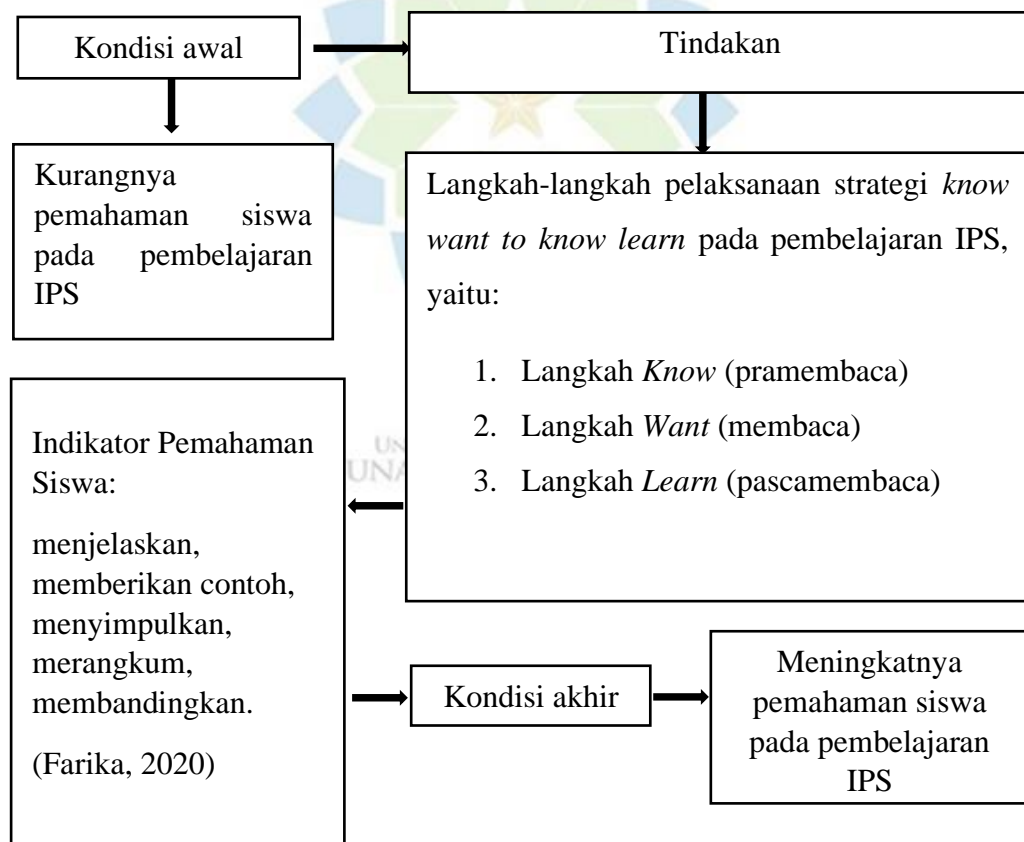 Kondisi awal
Tindakan
Kurangnya
pemahaman siswa
pada pembelajaran
IPS
Langkah-langkah pelaksanaan strategi know
want to know learn pada pembelajaran IPS,
yaitu:
1. Langkah Know (pramembaca)
2. Langkah Want (membaca)
3. Langkah Learn (pascamembaca)
Indikator Pemahaman
Siswa:
menjelaskan,
memberikan contoh,
menyimpulkan,
merangkum,
membandingkan.
(Farika, 2020)
Kondisi akhir
Meningkatnya
pemahaman siswa
pada pembelajaran
IPS